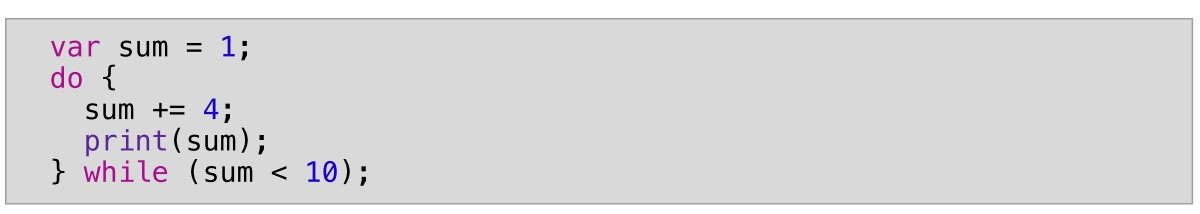 var sum = 1;
do {
  sum += 4;
  print(sum);
} while (sum < 10);